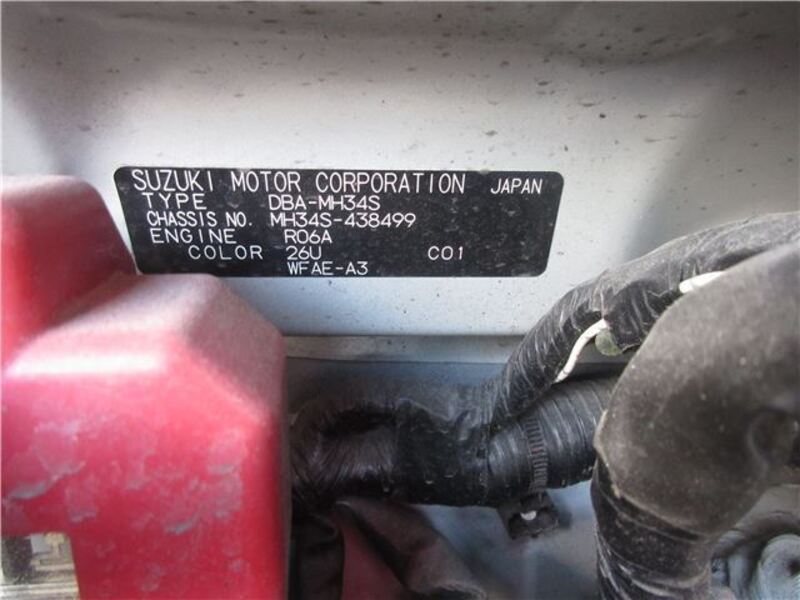 SUZUKI MOTOR CORPORATION JAPAN
TYPE DBA-MH34S
CHASSIS NO. MH34S-438499
ENGINE R06A
COLOR 26U C01
WFAE-A3